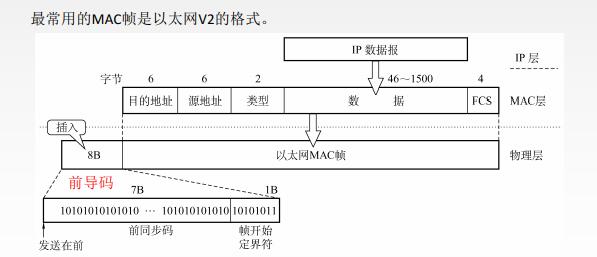 最常用的MAC帧是以太网V2的格式。
IP 数据报
IP 层
字节 6 6 2 46～1500 4
目的地址 源地址 类型 数 据 FCS MAC层
插入
8B 以太网MAC帧 物理层
前导码
7B 1B
10101010101010 … 101010101010 10101011
发送在前 前同步码 帧开始
定界符